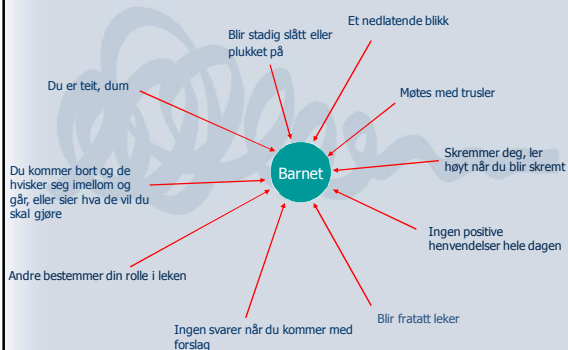 Et nedlatende blikk
Blir stadig slått eller
plukket på
Du er teit, dum
Møtes med trusler
Skremmer deg, ler
høyt når du blir skremt
Barnet
Du kommer bort og de
hvisker seg imellom og
går, eller sier hva de vil du
skal gjøre
Ingen positive
henvendelser hele dagen
Andre bestemmer din rolle i leken
Blir fratatt leker
Ingen svarer når du kommer med
forslag